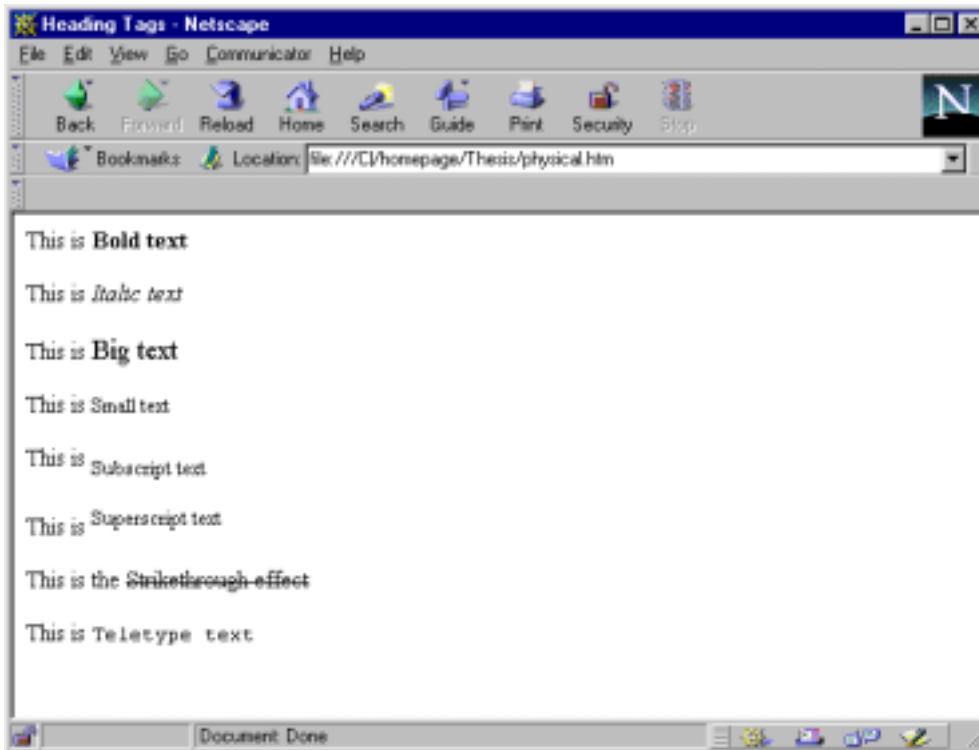 Heading Tags - Netscape
File Edit View Go Communicator Help
N
Back Forward Reload Home Search Guide Print Security Stop
Bookmarks Location: file:///C|/homepage/Thesis/physical.htm
This is Bold text
This is Italic text
This is Big text
This is Small text
This is Subscript text
This is Superscript text
This is the Strikethrough effect
This is Teletype text
Document: Done